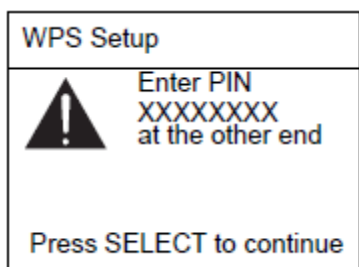 WPS Setup
Enter PIN
XXXXXXXX
at the other end
Press SELECT to continue